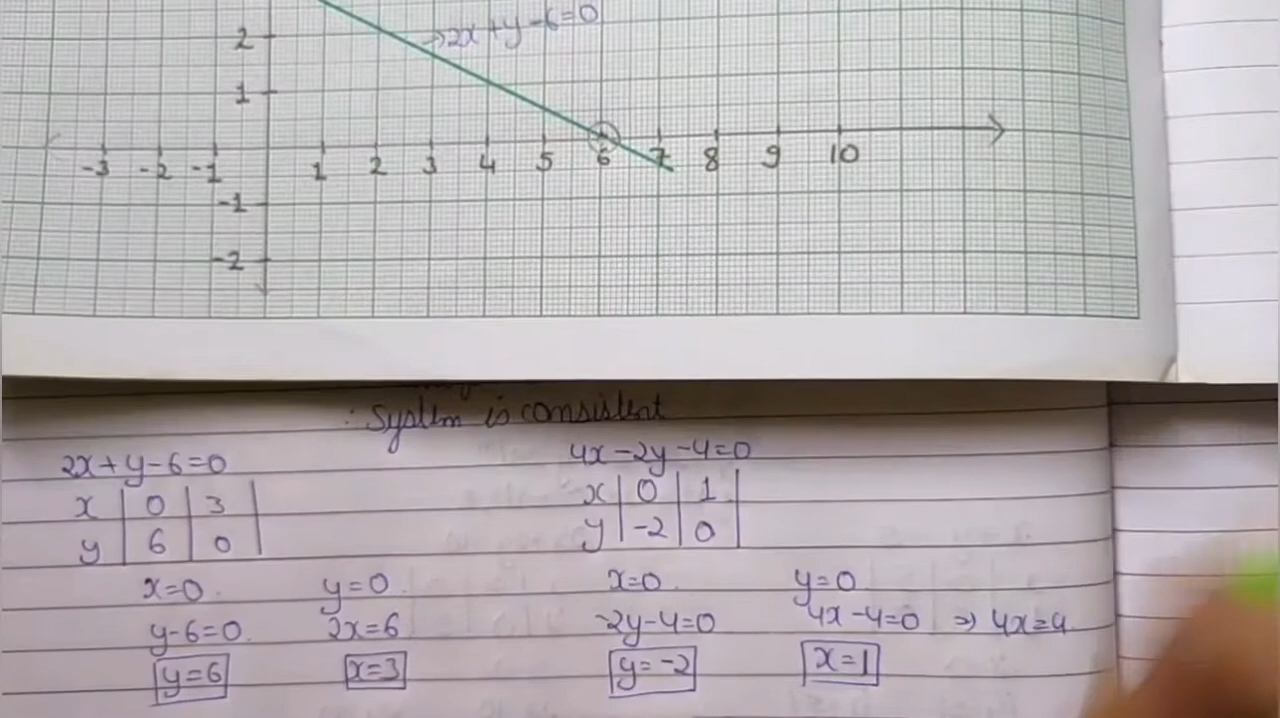 →2x+y-6=0
2
1
-3 -2 -1 1 2 3 4 5 6 7 8 9 10
-1
-2
∴ System is consistent
2x+y-6=0 4x-2y-4=0
x | 0 | 3 | x | 0 | 1 |
y | 6 | 0 | y | -2 | 0 |
x=0 y=0 x=0 y=0
y-6=0 2x=6 -2y-4=0 4x-4=0 ⇒ 4x=4
y=6 x=3 y=-2 x=1